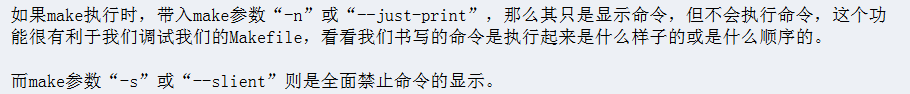 如果make执行时，带入make参数“-n”或“--just-print”，那么其只是显示命令，但不会执行命令，这个功
能很有利于我们调试我们的Makefile，看看我们书写的命令是执行起来是什么样子的或是什么顺序的。
而make参数“-s”或“--slient”则是全面禁止命令的显示。